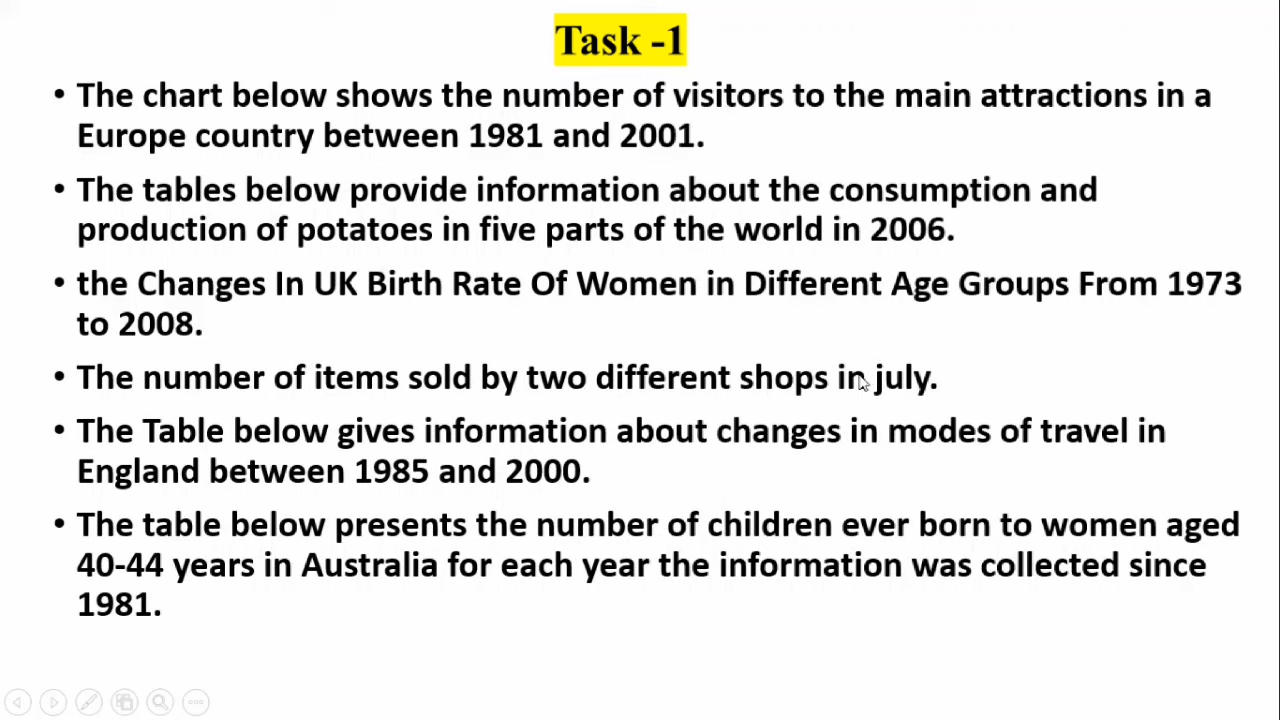 Task -1
• The chart below shows the number of visitors to the main attractions in a
Europe country between 1981 and 2001.
• The tables below provide information about the consumption and
production of potatoes in five parts of the world in 2006.
• the Changes In UK Birth Rate Of Women in Different Age Groups From 1973
to 2008.
• The number of items sold by two different shops in july.
• The Table below gives information about changes in modes of travel in
England between 1985 and 2000.
• The table below presents the number of children ever born to women aged
40-44 years in Australia for each year the information was collected since
1981.